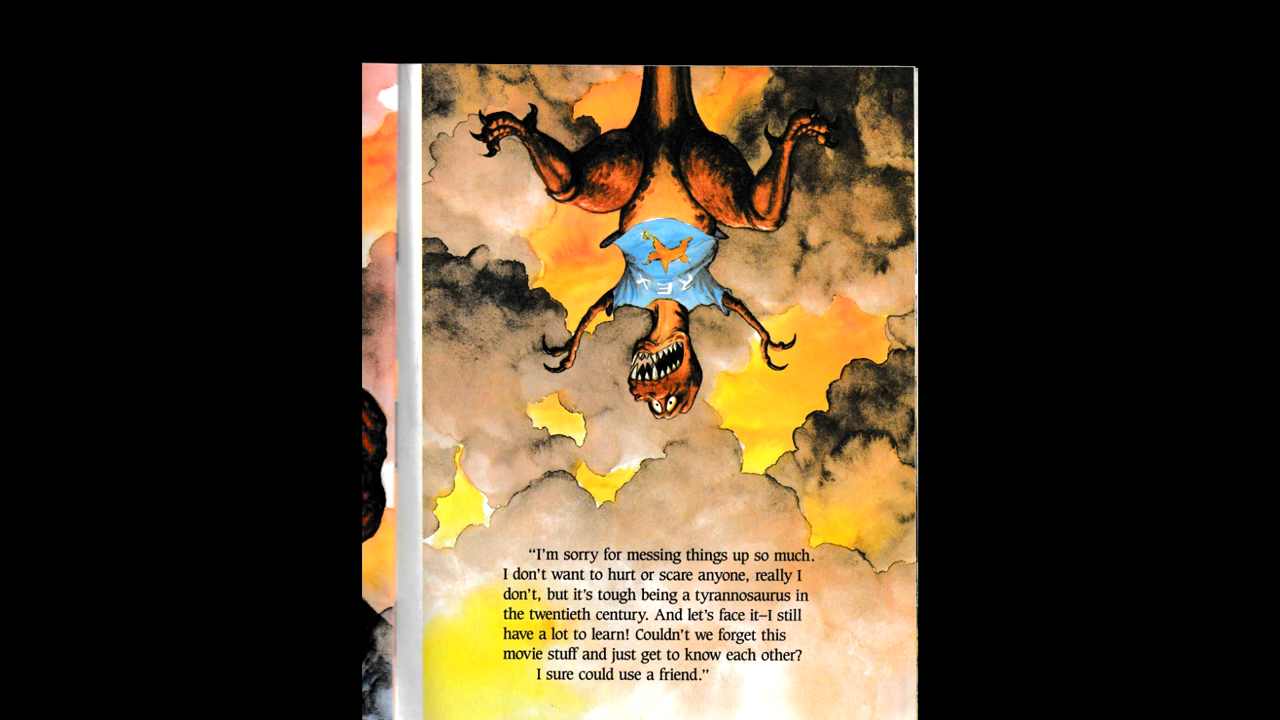 REX
“I’m sorry for messing things up so much.
I don’t want to hurt or scare anyone, really I
don’t, but it’s tough being a tyrannosaurus in
the twentieth century. And let’s face it–I still
have a lot to learn! Couldn’t we forget this
movie stuff and just get to know each other?
I sure could use a friend.”